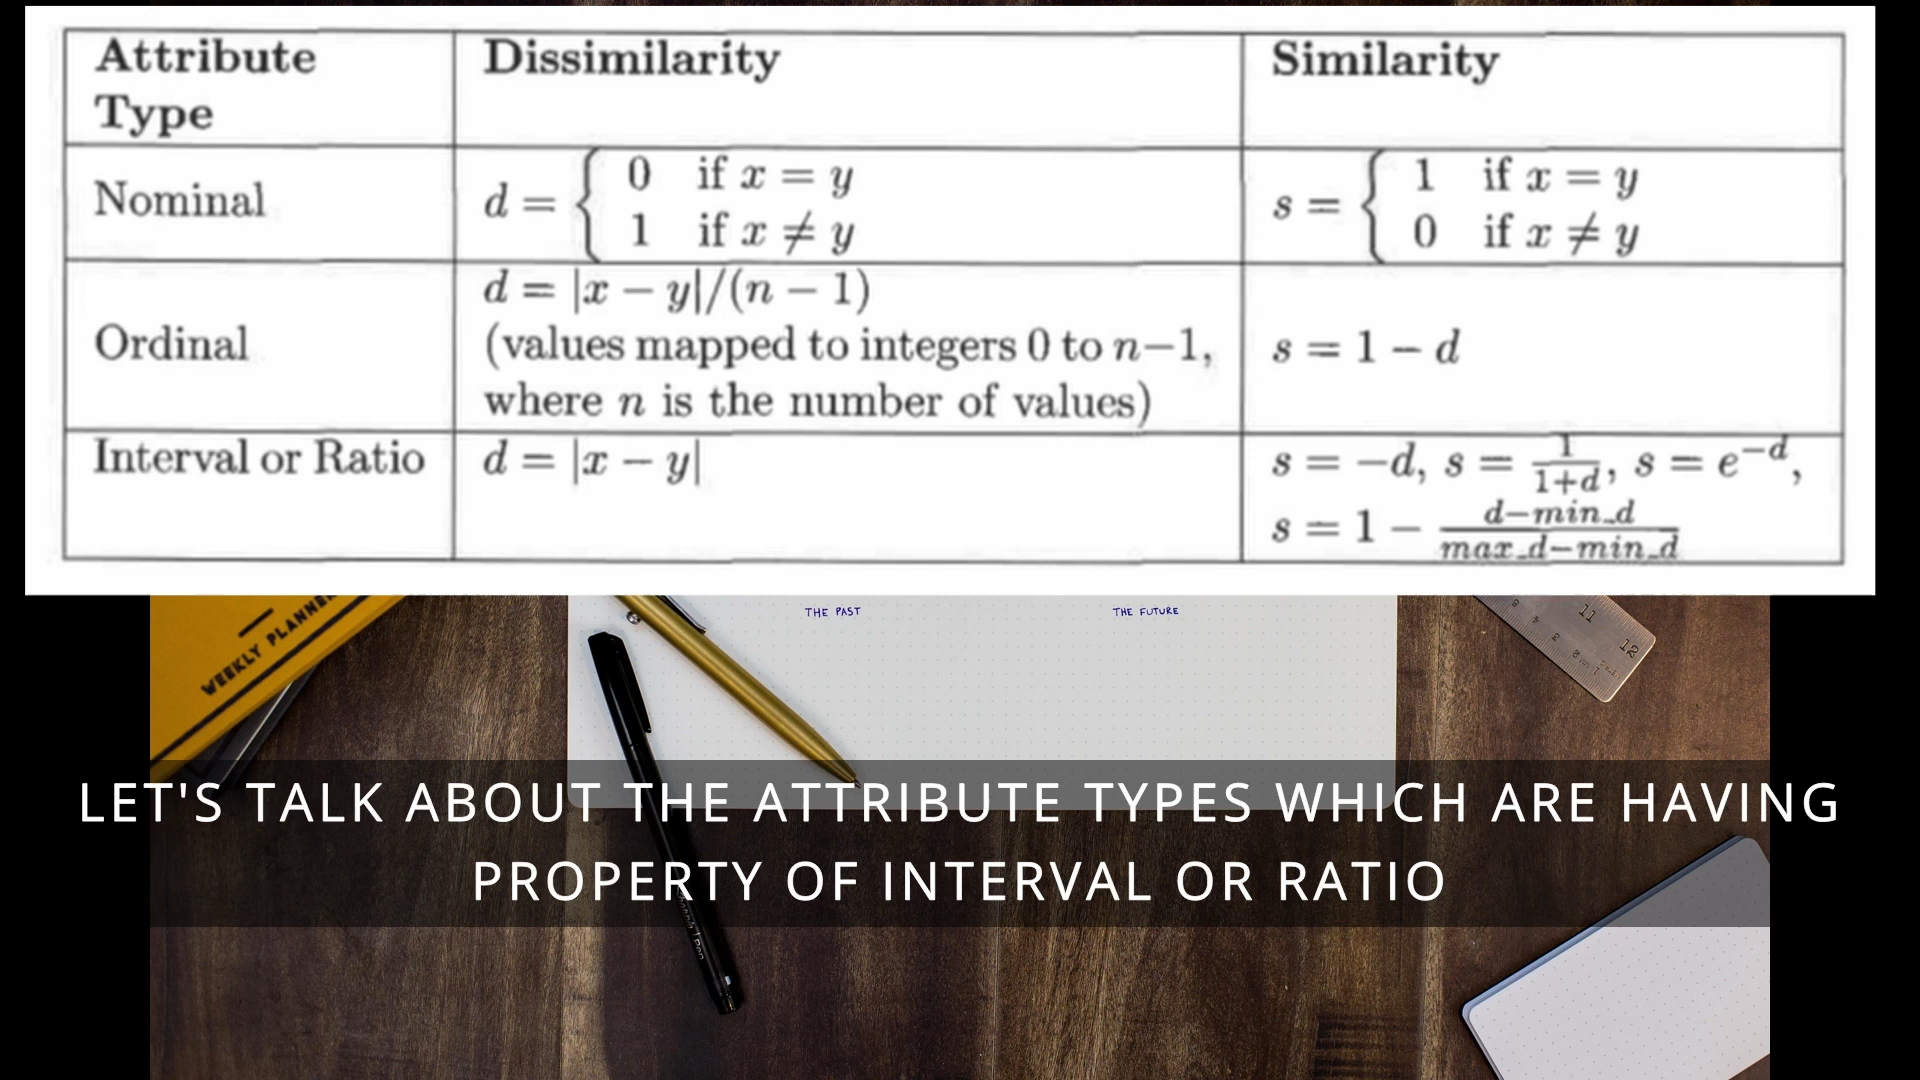 Attribute Type
Dissimilarity
Similarity
Nominal
d = { 0 if x = y
1 if x ≠ y
s = { 1 if x = y
0 if x ≠ y
Ordinal
d = |x − y|/(n − 1)
(values mapped to integers 0 to n−1,
where n is the number of values)
s = 1 − d
Interval or Ratio
d = |x − y|
s = −d, s = 1/(1+d), s = e^{−d},
s = 1 − (d−min_d)/(max_d−min_d)
WEEKLY PLANNER
THE PAST
THE FUTURE
11
12
LET'S TALK ABOUT THE ATTRIBUTE TYPES WHICH ARE HAVING
PROPERTY OF INTERVAL OR RATIO